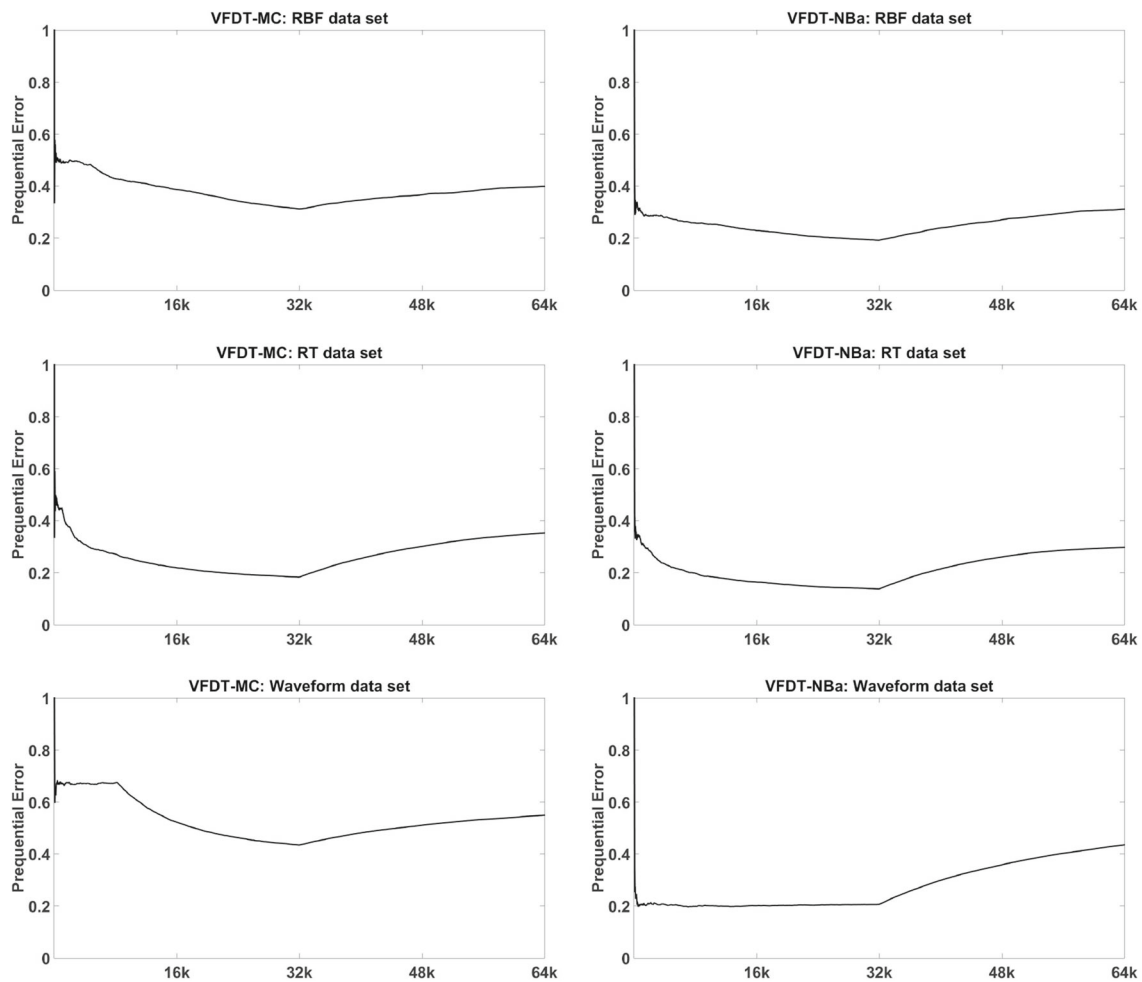 VFDT-MC: RBF data set
1
0.8
0.6
0.4
0.2
0
Prequential Error
16k 32k 48k 64k
VFDT-NBa: RBF data set
1
0.8
0.6
0.4
0.2
0
Prequential Error
16k 32k 48k 64k
VFDT-MC: RT data set
1
0.8
0.6
0.4
0.2
0
Prequential Error
16k 32k 48k 64k
VFDT-NBa: RT data set
1
0.8
0.6
0.4
0.2
0
Prequential Error
16k 32k 48k 64k
VFDT-MC: Waveform data set
1
0.8
0.6
0.4
0.2
0
Prequential Error
16k 32k 48k 64k
VFDT-NBa: Waveform data set
1
0.8
0.6
0.4
0.2
0
Prequential Error
16k 32k 48k 64k